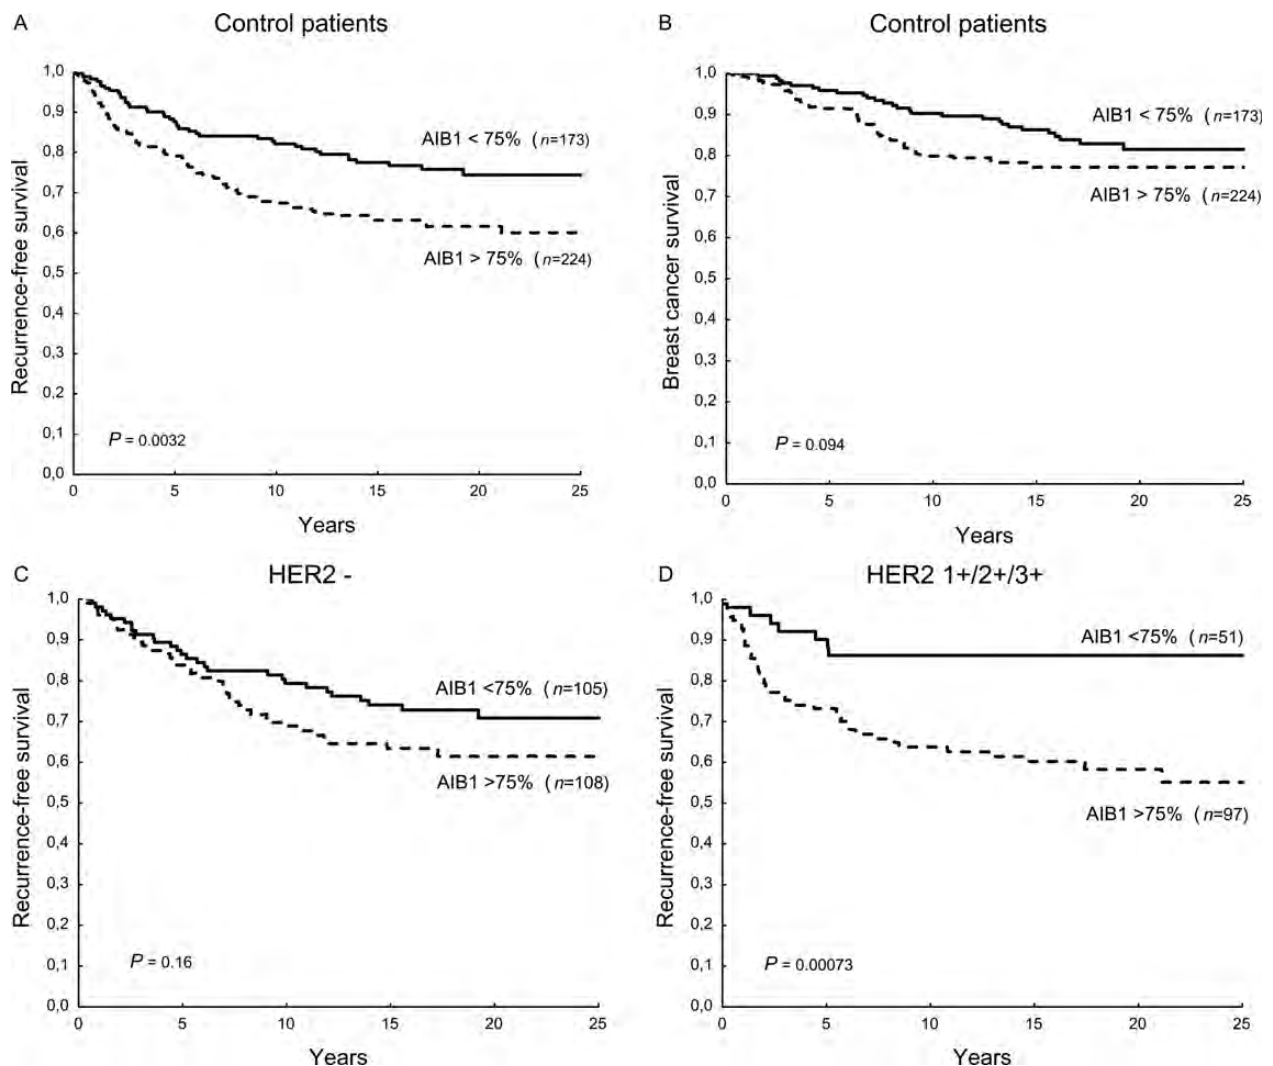 A
Control patients
Recurrence-free survival
1,0
0,9
0,8
0,7
0,6
0,5
0,4
0,3
0,2
0,1
0,0
AIB1 < 75% (n=173)
AIB1 > 75% (n=224)
P = 0.0032
0 5 10 15 20 25
Years
B
Control patients
Breast cancer survival
1,0
0,9
0,8
0,7
0,6
0,5
0,4
0,3
0,2
0,1
0,0
AIB1 < 75% (n=173)
AIB1 > 75% (n=224)
P = 0.094
0 5 10 15 20 25
Years
C
HER2 -
Recurrence-free survival
1,0
0,9
0,8
0,7
0,6
0,5
0,4
0,3
0,2
0,1
0,0
AIB1 <75% (n=105)
AIB1 >75% (n=108)
P = 0.16
0 5 10 15 20 25
Years
D
HER2 1+/2+/3+
Recurrence-free survival
1,0
0,9
0,8
0,7
0,6
0,5
0,4
0,3
0,2
0,1
0,0
AIB1 <75% (n=51)
AIB1 >75% (n=97)
P = 0.00073
0 5 10 15 20 25
Years